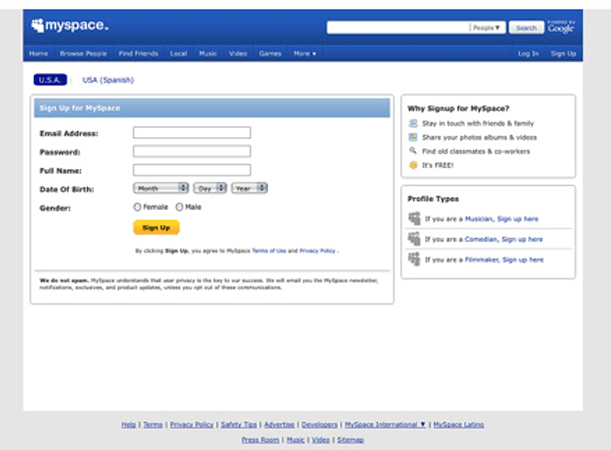 myspace.
People ▼
Search
POWERED BY Google
Home Browse People Find Friends Local Music Video Games More ▾ Log In Sign Up
U.S.A. | USA (Spanish)
Sign Up for MySpace
Email Address:
Password:
Full Name:
Date Of Birth: Month Day Year
Gender: Female Male
Sign Up
By clicking Sign Up, you agree to MySpace Terms of Use and Privacy Policy .
We do not spam. MySpace understands that user privacy is the key to our success. We will email you the MySpace newsletter,
notifications, exclusives, and product updates, unless you opt out of these communications.
Why Signup for MySpace?
Stay in touch with friends & family
Share your photos albums & videos
Find old classmates & co-workers
It's FREE!
Profile Types
If you are a Musician, Sign up here
If you are a Comedian, Sign up here
If you are a Filmmaker, Sign up here
Help | Terms | Privacy Policy | Safety Tips | Advertise | Developers | MySpace International ▼ | MySpace Latino
Press Room | Music | Video | Sitemap